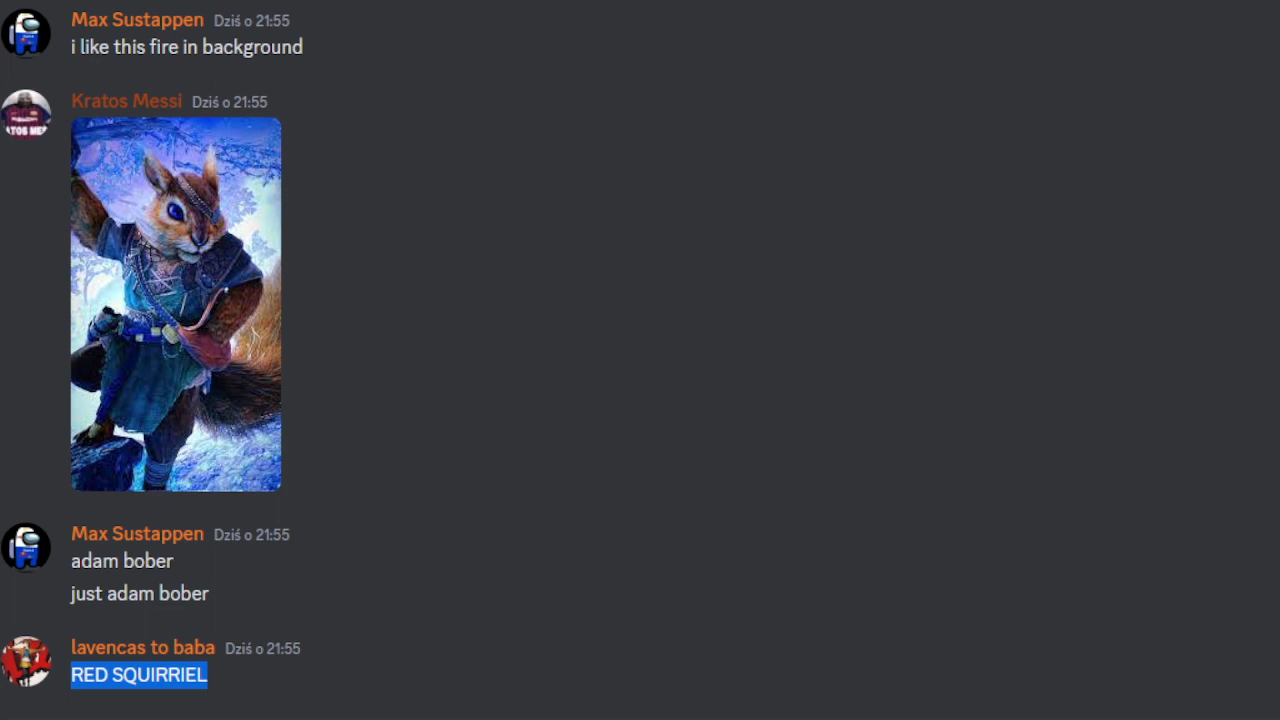 Max Sustappen Dziś o 21:55
i like this fire in background
Kratos Messi Dziś o 21:55
Max Sustappen Dziś o 21:55
adam bober
just adam bober
lavencas to baba Dziś o 21:55
RED SQUIRRIEL